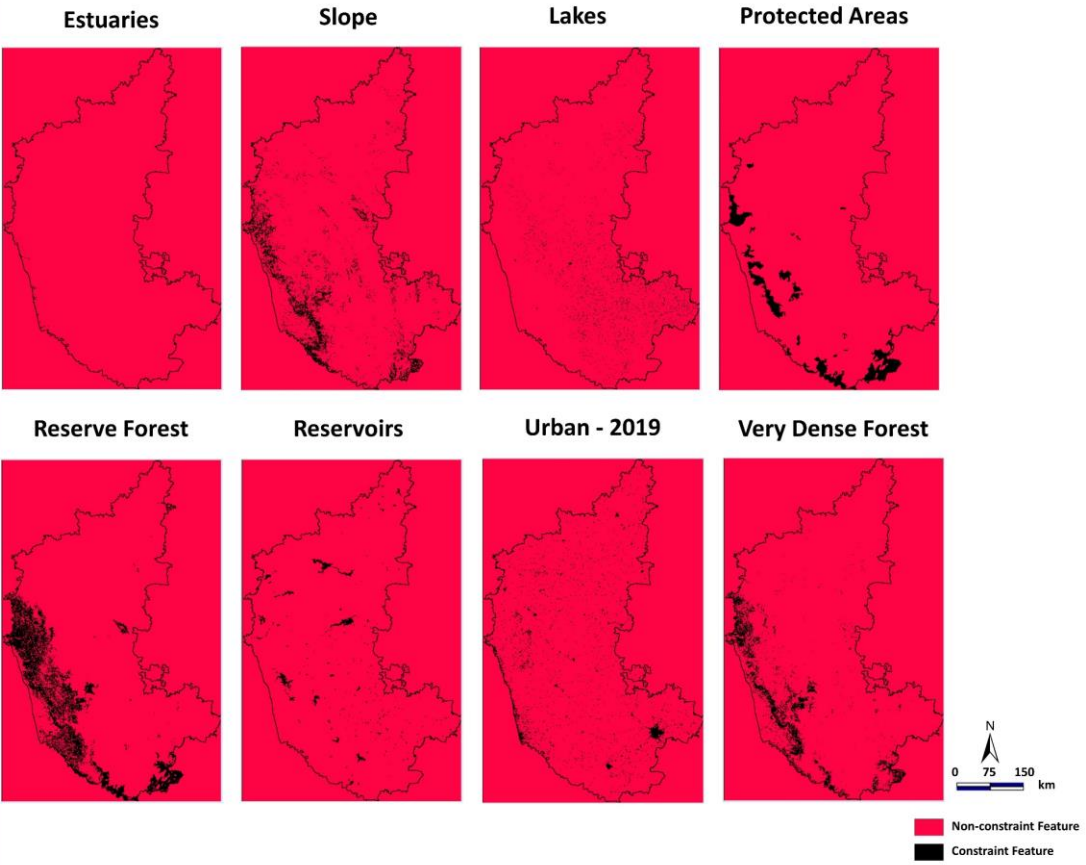 Estuaries
Slope
Lakes
Protected Areas
Reserve Forest
Reservoirs
Urban - 2019
Very Dense Forest
N
0 75 150
km
Non-constraint Feature
Constraint Feature